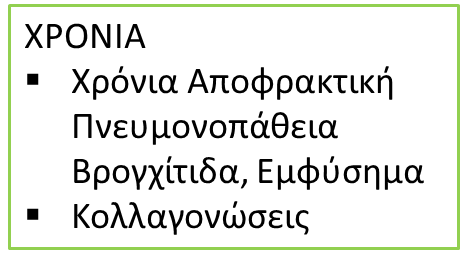 ΧΡΟΝΙΑ
▪ Χρόνια Αποφρακτική
Πνευμονοπάθεια
Βρογχίτιδα, Εμφύσημα
▪ Κολλαγονώσεις